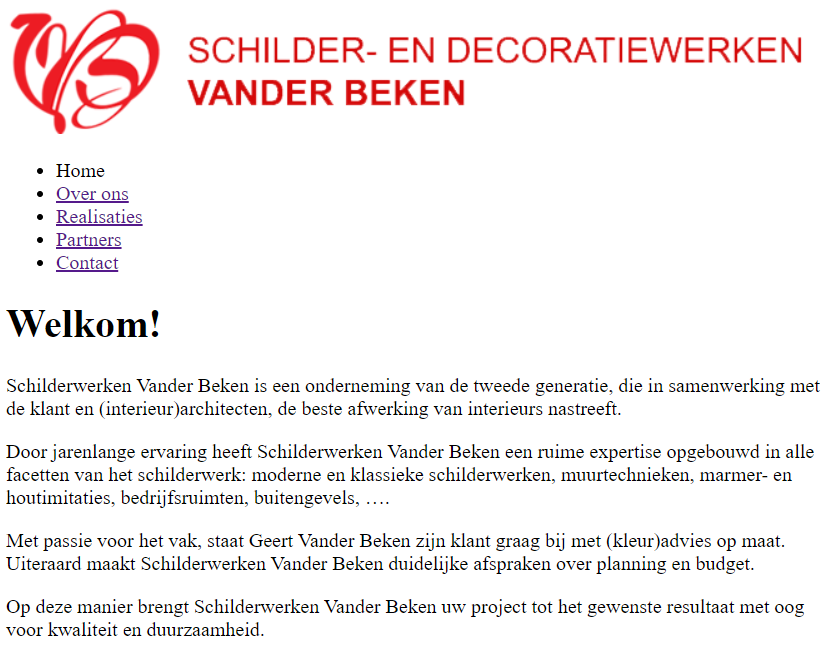 SCHILDER- EN DECORATIEWERKEN
VANDER BEKEN
Home
Over ons
Realisaties
Partners
Contact
Welkom!
Schilderwerken Vander Beken is een onderneming van de tweede generatie, die in samenwerking met
de klant en (interieur)architecten, de beste afwerking van interieurs nastreeft.
Door jarenlange ervaring heeft Schilderwerken Vander Beken een ruime expertise opgebouwd in alle
facetten van het schilderwerk: moderne en klassieke schilderwerken, muurtechnieken, marmer- en
houtimitaties, bedrijfsruimten, buitengevels, ….
Met passie voor het vak, staat Geert Vander Beken zijn klant graag bij met (kleur)advies op maat.
Uiteraard maakt Schilderwerken Vander Beken duidelijke afspraken over planning en budget.
Op deze manier brengt Schilderwerken Vander Beken uw project tot het gewenste resultaat met oog
voor kwaliteit en duurzaamheid.